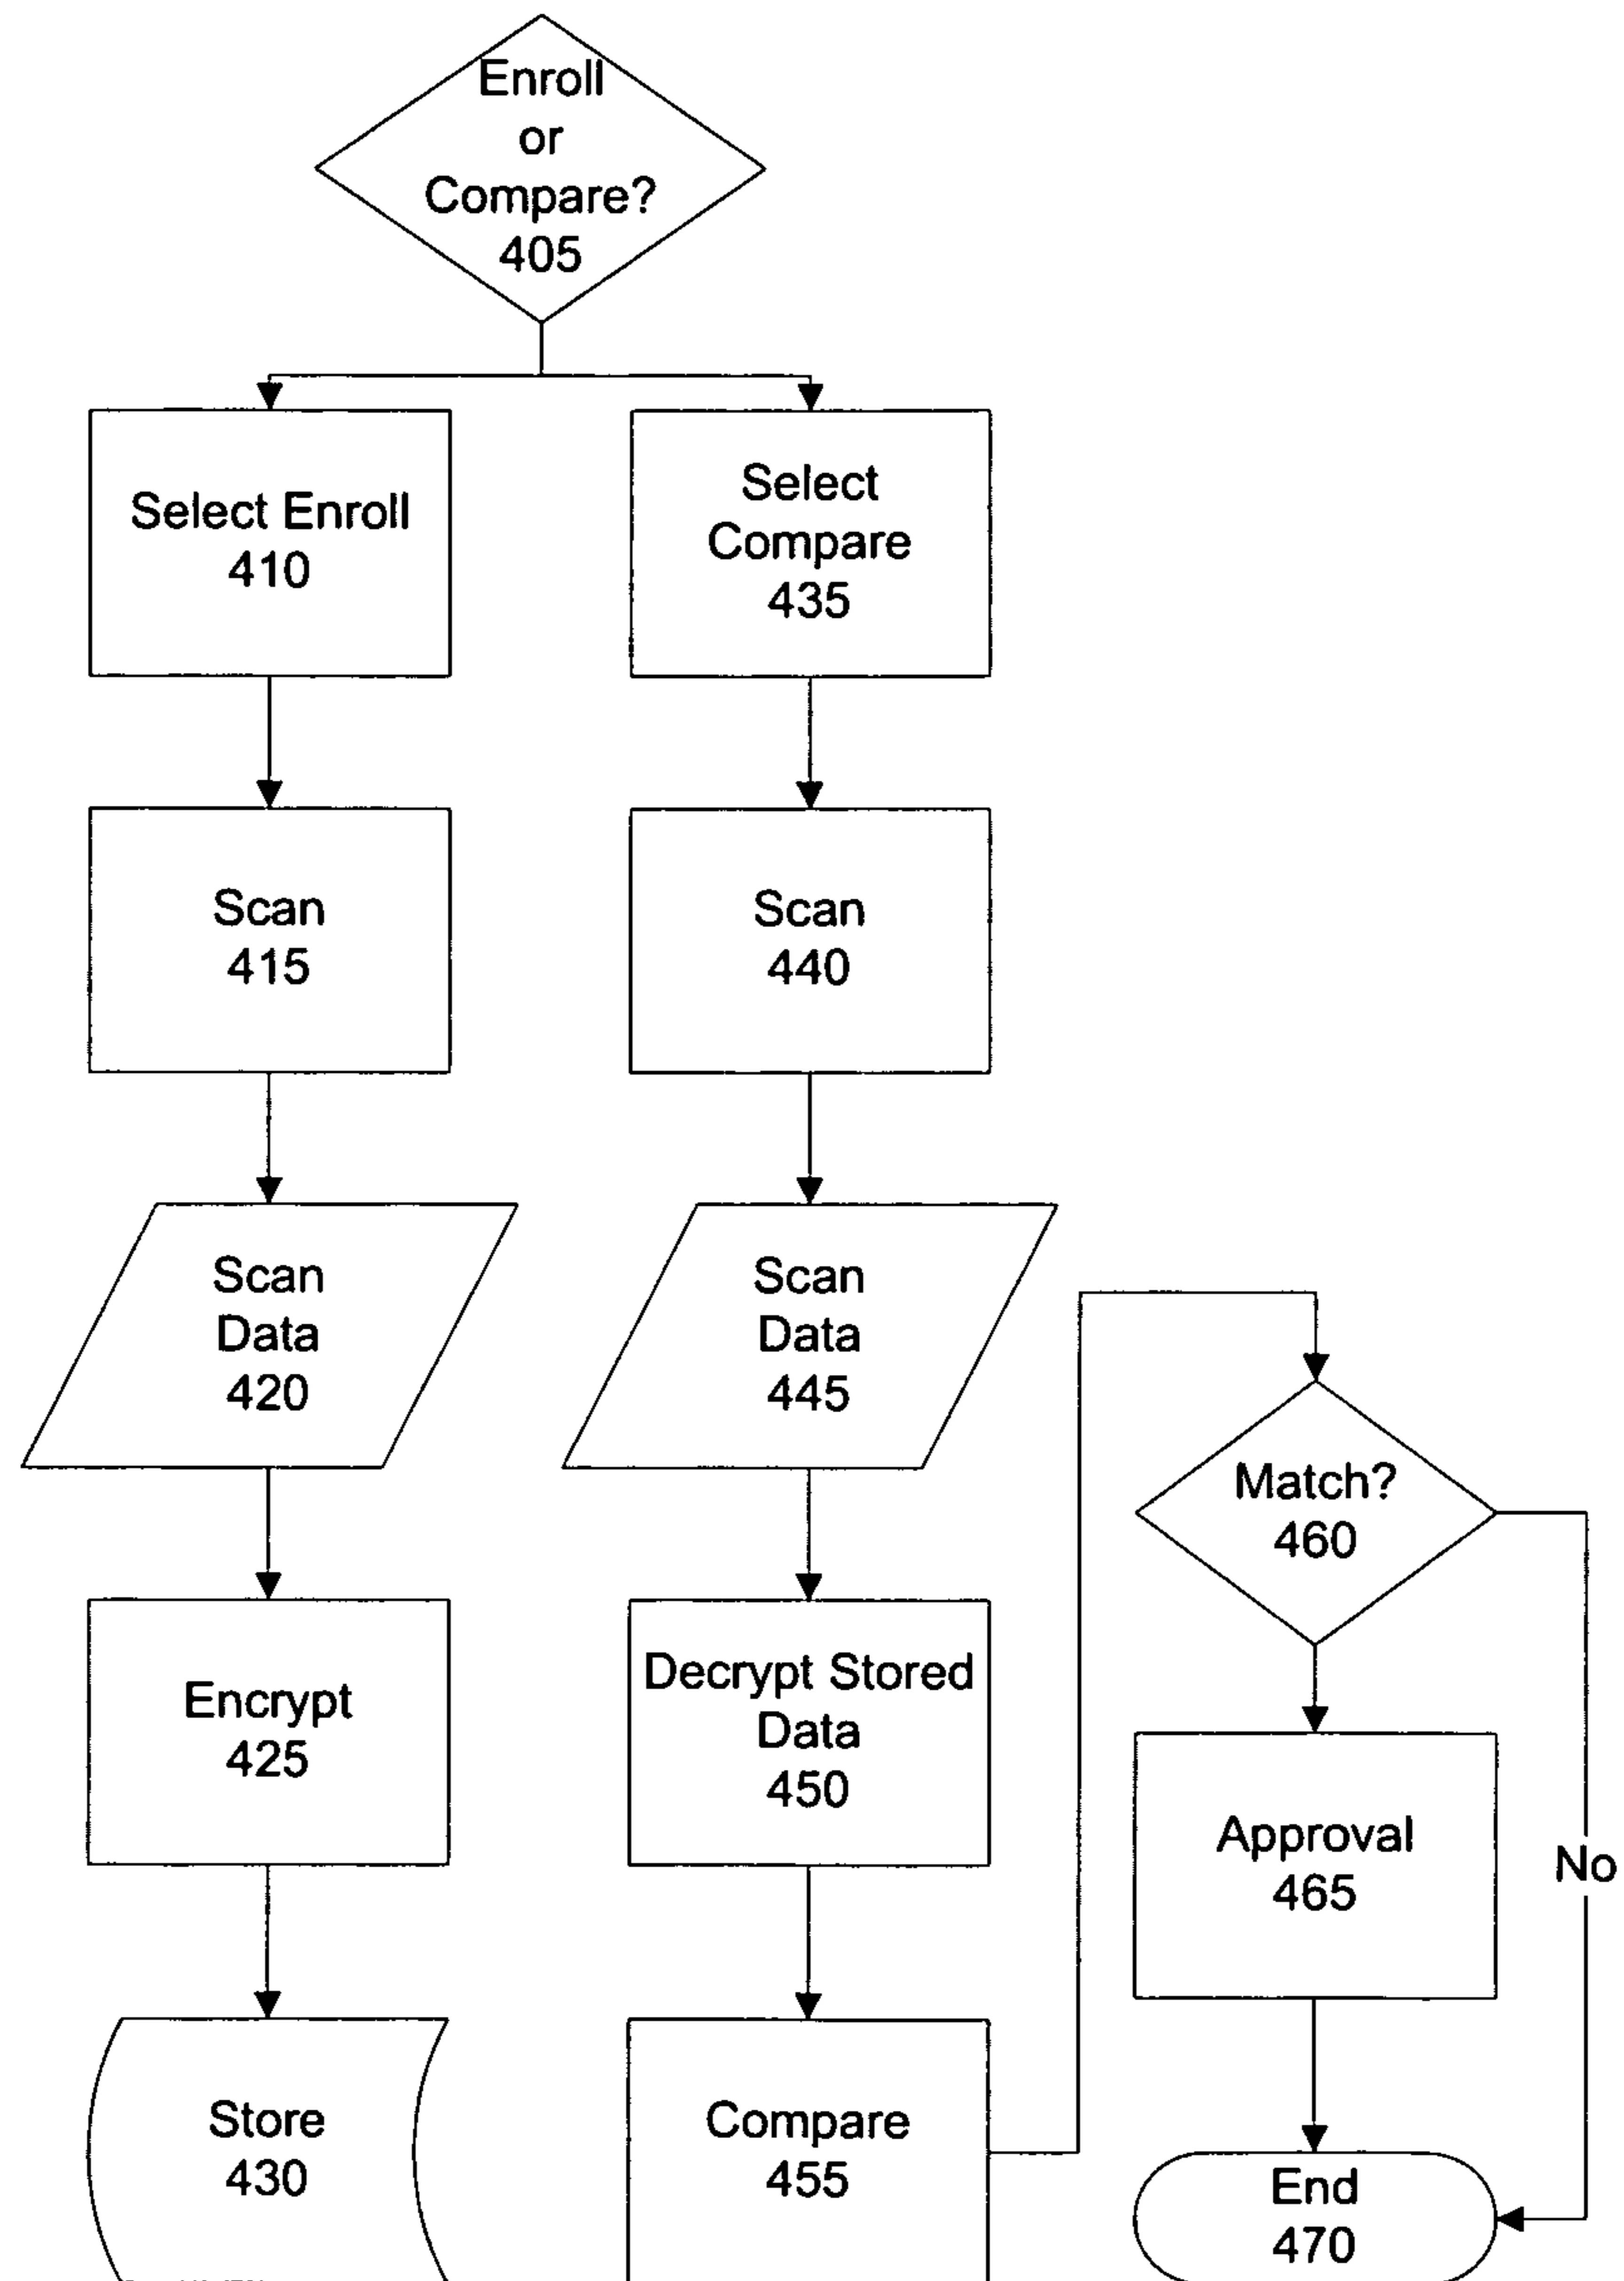 Enroll
or
Compare?
405
Select Enroll
410
Scan
415
Scan
Data
420
Encrypt
425
Store
430
Select
Compare
435
Scan
440
Scan
Data
445
Decrypt Stored
Data
450
Compare
455
Match?
460
Approval
465
No
End
470